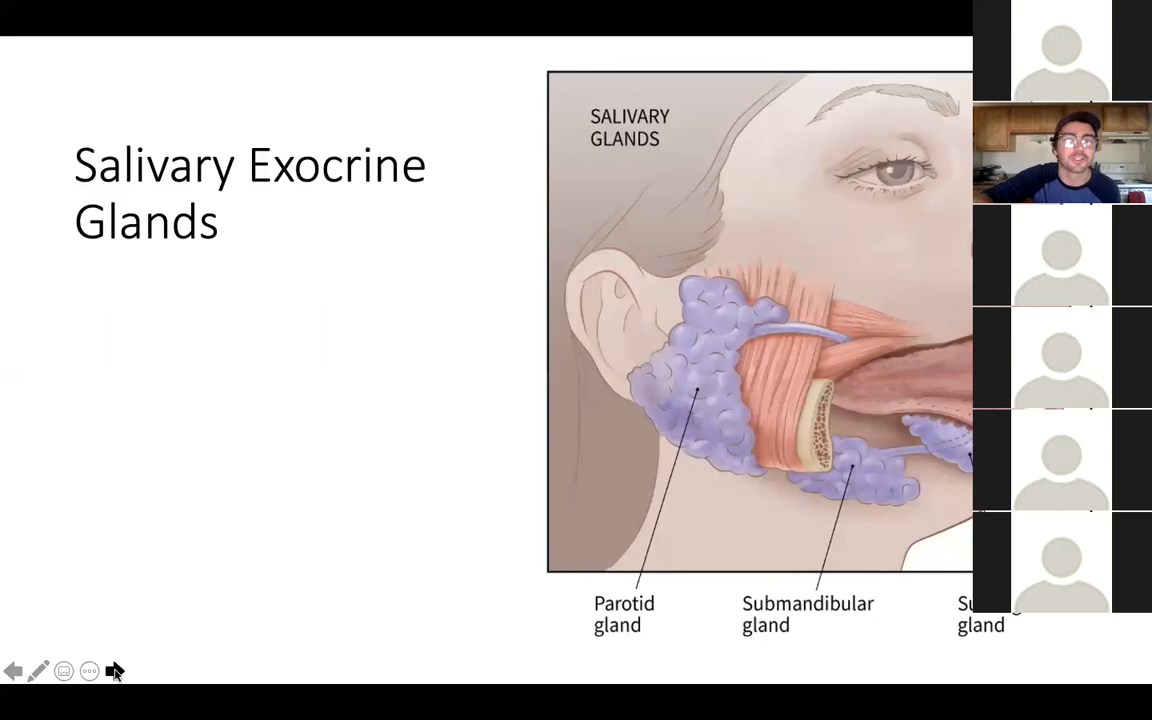 Salivary Exocrine
Glands
SALIVARY
GLANDS
Parotid
gland
Submandibular
gland
gland